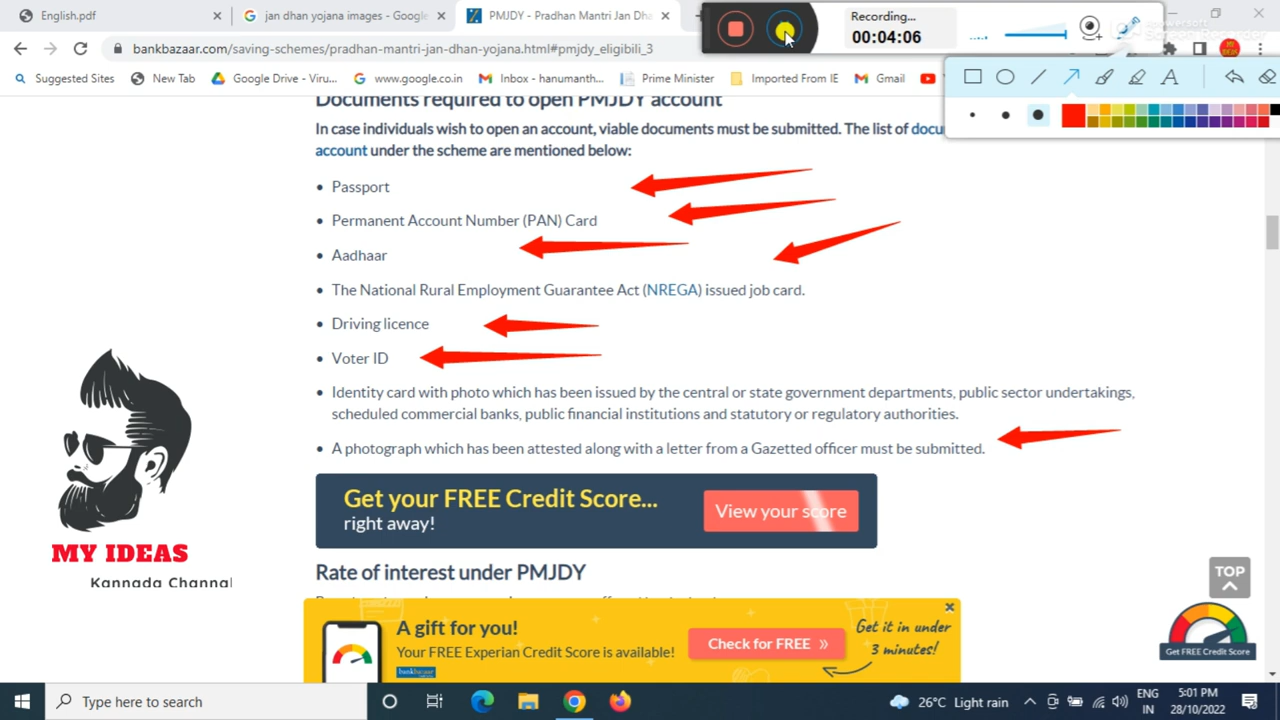 English.pdf
jan dhan yojana images - Google
PMJDY - Pradhan Mantri Jan Dha
Recording...
00:04:06
bankbazaar.com/saving-schemes/pradhan-mantri-jan-dhan-yojana.html#pmjdy_eligibili_3
Suggested Sites
New Tab
Google Drive - Viru...
www.google.co.in
Inbox - hanumanth...
Prime Minister
Imported From IE
Gmail
Documents required to open PMJDY account
In case individuals wish to open an account, viable documents must be submitted. The list of docu
account under the scheme are mentioned below:
• Passport
• Permanent Account Number (PAN) Card
• Aadhaar
• The National Rural Employment Guarantee Act (NREGA) issued job card.
• Driving licence
• Voter ID
• Identity card with photo which has been issued by the central or state government departments, public sector undertakings,
scheduled commercial banks, public financial institutions and statutory or regulatory authorities.
• A photograph which has been attested along with a letter from a Gazetted officer must be submitted.
MY IDEAS
Kannada Channal
Get your FREE Credit Score...
right away!
View your score
TOP
Rate of interest under PMJDY
A gift for you!
Your FREE Experian Credit Score is available!
bankbazaar
Check for FREE »
Get it in under
3 minutes!
Get FREE Credit Score
Type here to search
26°C Light rain
ENG
IN
5:01 PM
28/10/2022